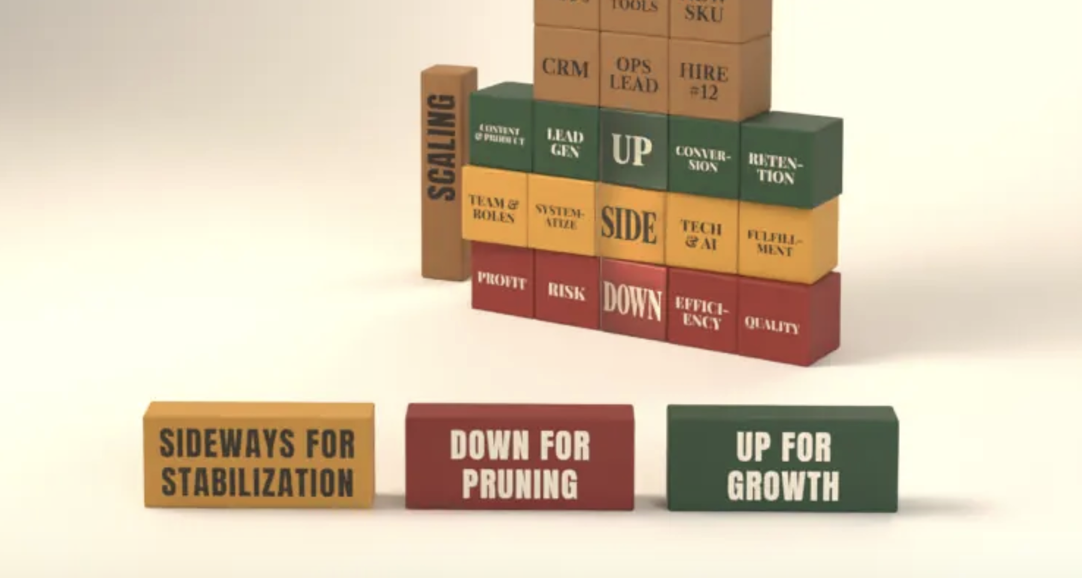 TOOLS
SKU
CRM
OPS
LEAD
HIRE
#12
SCALING
CONTENT
& PRODUCT
LEAD
GEN
UP
CONVER-
SION
RETEN-
TION
TEAM &
ROLES
SYSTEM-
ATIZE
SIDE
TECH
& AI
FULFILL-
MENT
PROFIT
RISK
DOWN
EFFICI-
ENCY
QUALITY
SIDEWAYS FOR
STABILIZATION
DOWN FOR
PRUNING
UP FOR
GROWTH